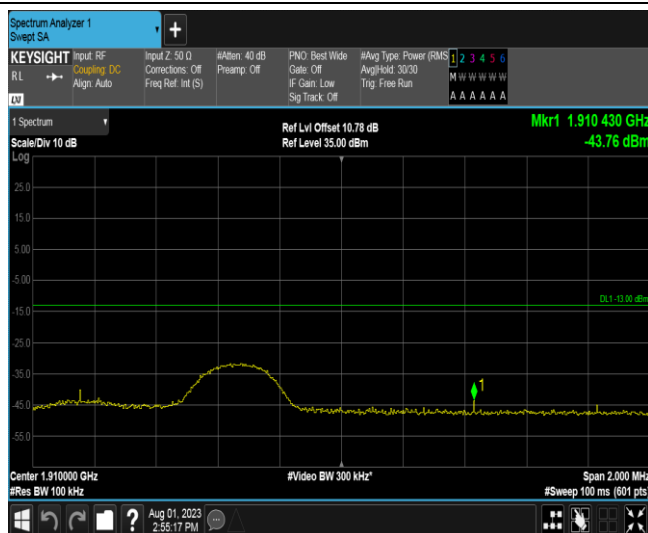 Spectrum Analyzer 1
Swept SA
+
KEYSIGHT
RL
LXI
Input: RF
Coupling: DC
Align: Auto
Input Z: 50 Ω
Corrections: Off
Freq Ref: Int (S)
#Atten: 40 dB
Preamp: Off
PNO: Best Wide
Gate: Off
IF Gain: Low
Sig Track: Off
#Avg Type: Power (RMS
Avg|Hold: 30/30
Trig: Free Run
1 2 3 4 5 6
M W W W W W
A A A A A A
1 Spectrum
Scale/Div 10 dB
Log
Ref Lvl Offset 10.78 dB
Ref Level 35.00 dBm
Mkr1 1.910 430 GHz
-43.76 dBm
25.0
15.0
5.00
-5.00
-15.0
-25.0
-35.0
-45.0
-55.0
DL1 -13.00 dBm
1
Center 1.910000 GHz
#Res BW 100 kHz
#Video BW 300 kHz*
Span 2.000 MHz
#Sweep 100 ms (601 pts)
?
Aug 01, 2023
2:55:17 PM